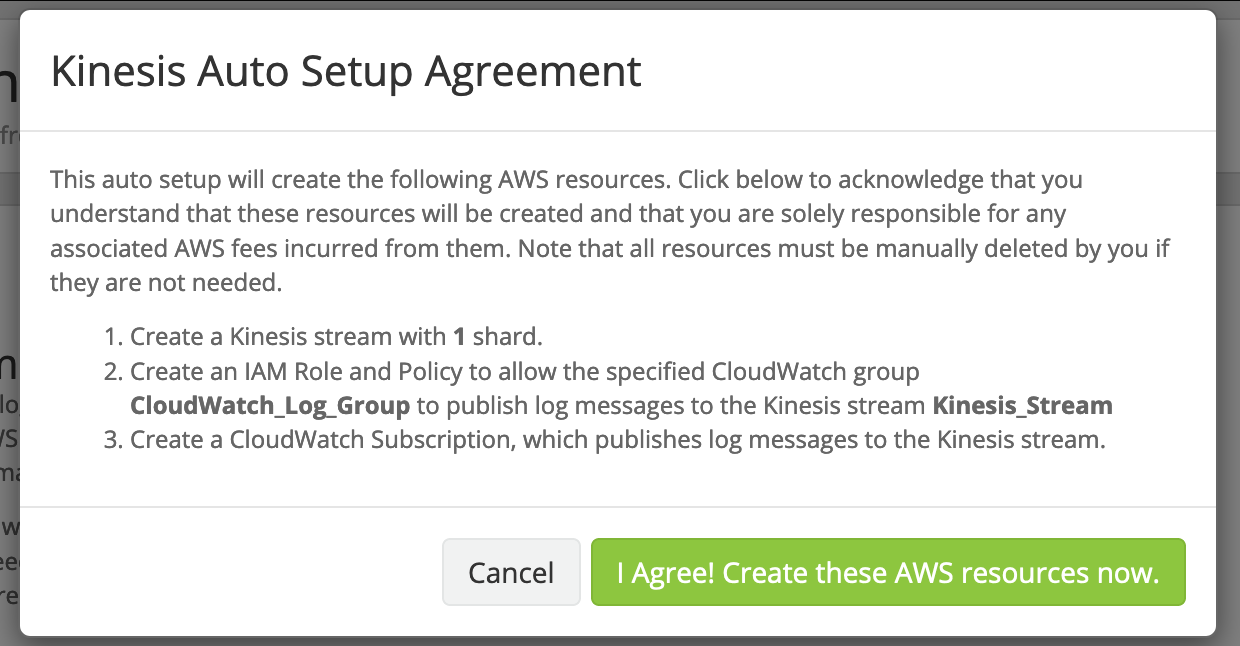 Kinesis Auto Setup Agreement
This auto setup will create the following AWS resources. Click below to acknowledge that you
understand that these resources will be created and that you are solely responsible for any
associated AWS fees incurred from them. Note that all resources must be manually deleted by you if
they are not needed.
1. Create a Kinesis stream with 1 shard.
2. Create an IAM Role and Policy to allow the specified CloudWatch group
CloudWatch_Log_Group to publish log messages to the Kinesis stream Kinesis_Stream
3. Create a CloudWatch Subscription, which publishes log messages to the Kinesis stream.
Cancel
I Agree! Create these AWS resources now.